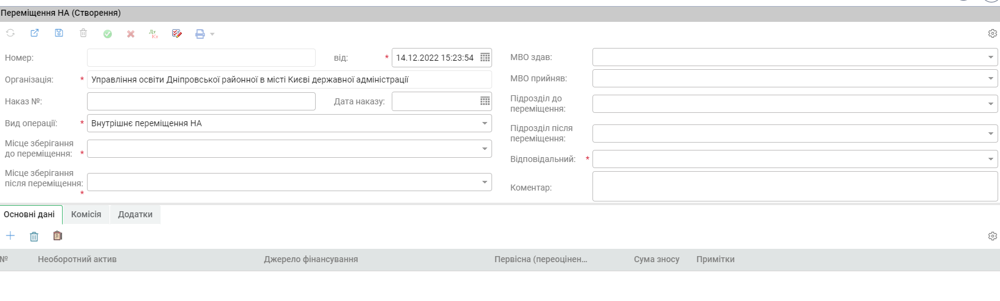 Переміщення НА (Створення)
Дт
Кт
Номер:
від: * 14.12.2022 15:23:54
Організація: * Управління освіти Дніпровської районної в місті Києві державної адміністрації
Наказ №:
Дата наказу:
Вид операції: * Внутрішнє переміщення НА
Місце зберігання
до переміщення: *
Місце зберігання
після переміщення:
*
МВО здав:
МВО прийняв:
Підрозділ до
переміщення:
Підрозділ після
переміщення:
Відповідальний: *
Коментар:
Основні дані Комісія Додатки
№ Необоротний актив Джерело фінансування Первісна (переоцінен... Сума зносу Примітки